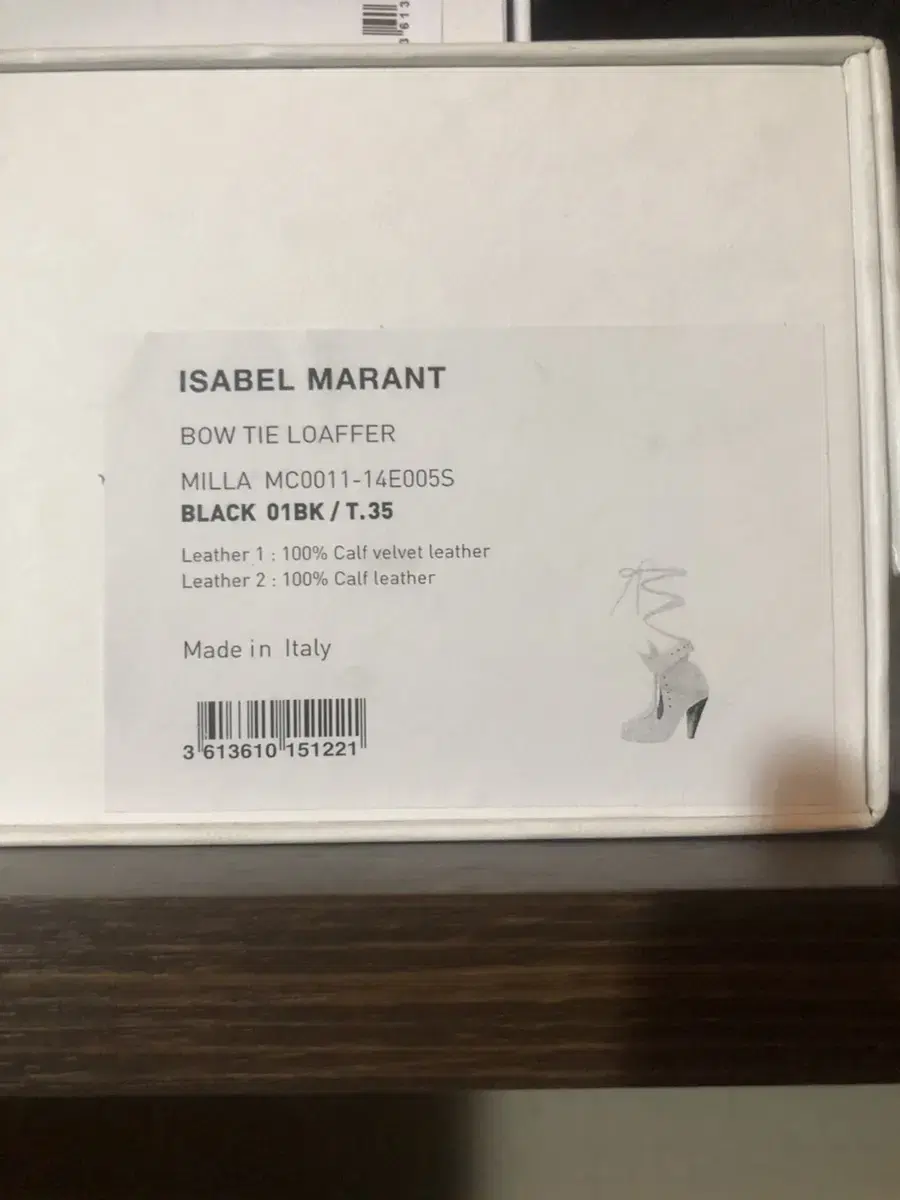 3613
ISABEL MARANT
BOW TIE LOAFFER
MILLA MC0011-14E005S
BLACK 01BK / T.35
Leather 1 : 100% Calf velvet leather
Leather 2 : 100% Calf leather
Made in Italy
3 613610 151221